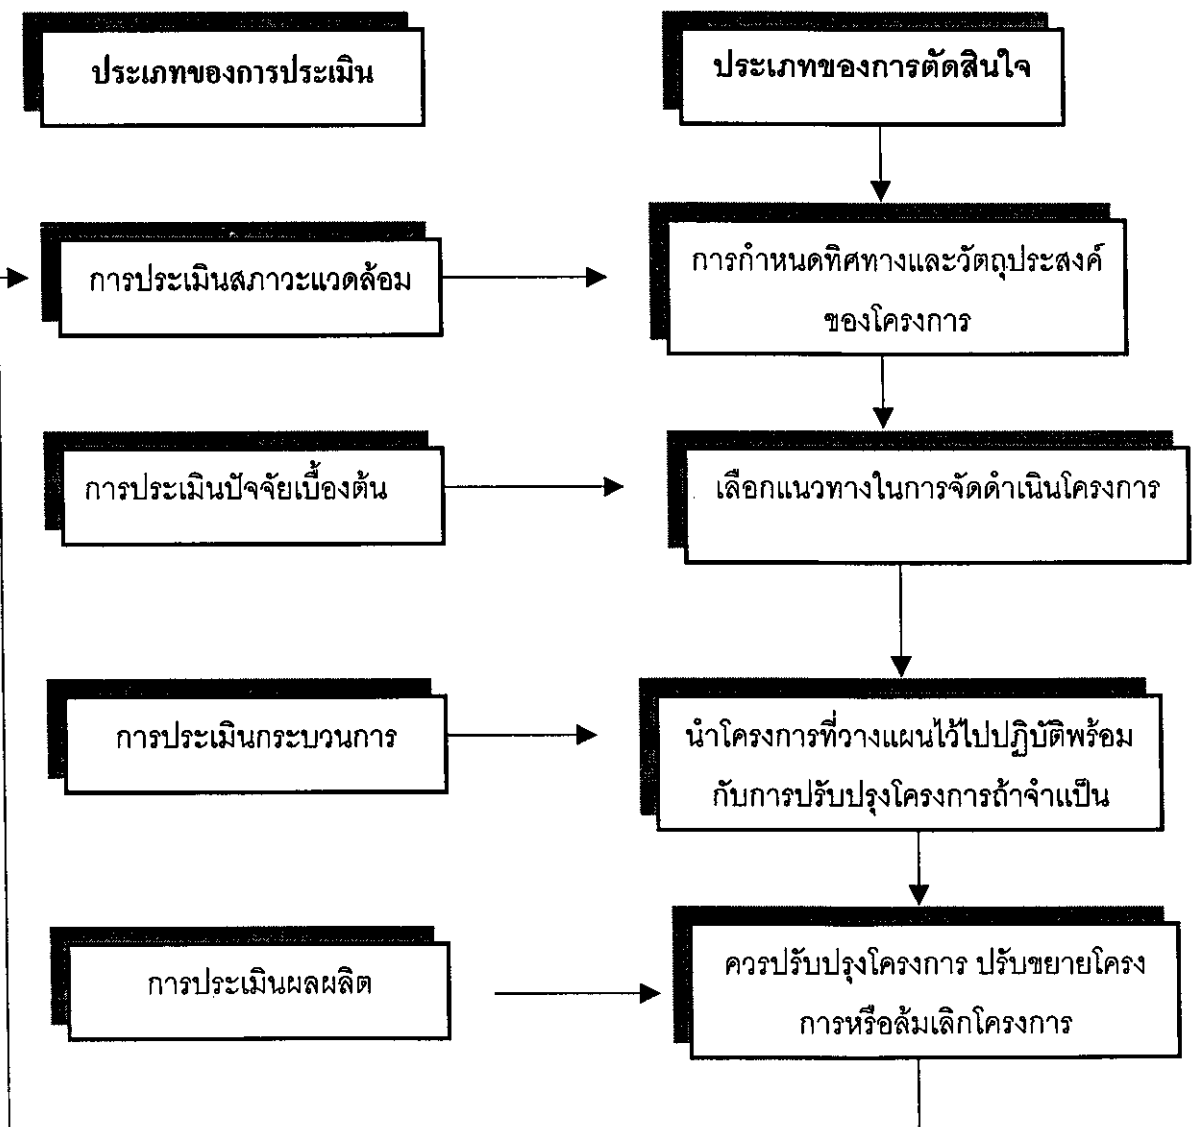 ประเภทของการประเมิน
ประเภทของการตัดสินใจ
การประเมินสภาวะแวดล้อม
การกำหนดทิศทางและวัตถุประสงค์
ของโครงการ
การประเมินปัจจัยเบื้องต้น
เลือกแนวทางในการจัดดำเนินโครงการ
การประเมินกระบวนการ
นำโครงการที่วางแผนไว้ไปปฏิบัติพร้อม
กับการปรับปรุงโครงการถ้าจำแป็น
การประเมินผลผลิต
ควรปรับปรุงโครงการ ปรับขยายโครง
การหรือล้มเลิกโครงการ